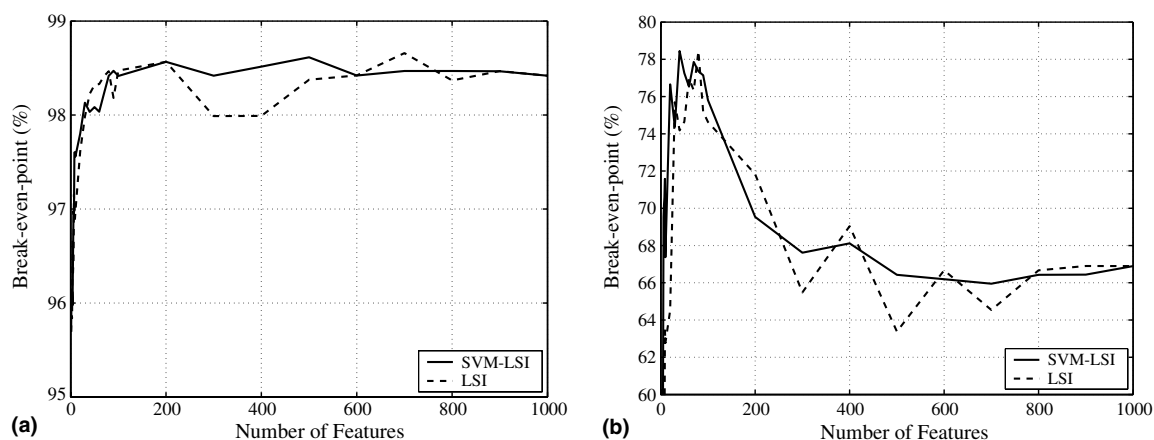 99
98
97
96
95
Break-even-point (%)
0
200
400
600
800
1000
Number of Features
SVM-LSI
LSI
(a)
80
78
76
74
72
70
68
66
64
62
60
Break-even-point (%)
0
200
400
600
800
1000
Number of Features
SVM-LSI
LSI
(b)